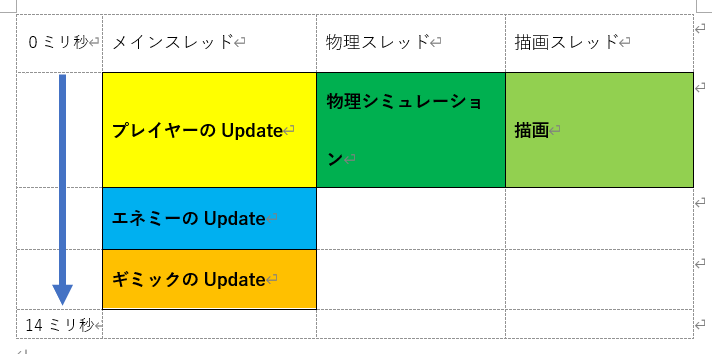 0 ミリ秒 メインスレッド 物理スレッド 描画スレッド
プレイヤーの Update 物理シミュレーショ
ン 描画
エネミーの Update
ギミックの Update
14 ミリ秒